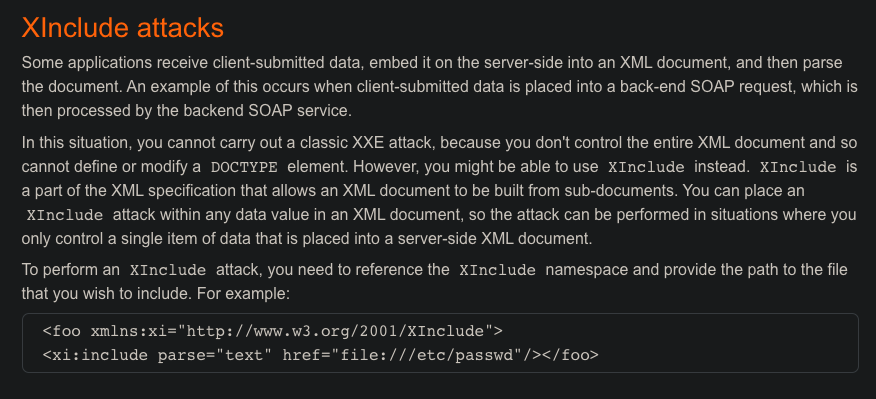 XInclude attacks
Some applications receive client-submitted data, embed it on the server-side into an XML document, and then parse
the document. An example of this occurs when client-submitted data is placed into a back-end SOAP request, which is
then processed by the backend SOAP service.
In this situation, you cannot carry out a classic XXE attack, because you don't control the entire XML document and so
cannot define or modify a DOCTYPE element. However, you might be able to use XInclude instead. XInclude is
a part of the XML specification that allows an XML document to be built from sub-documents. You can place an
XInclude attack within any data value in an XML document, so the attack can be performed in situations where you
only control a single item of data that is placed into a server-side XML document.
To perform an XInclude attack, you need to reference the XInclude namespace and provide the path to the file
that you wish to include. For example:
<foo xmlns:xi="http://www.w3.org/2001/XInclude">
<xi:include parse="text" href="file:///etc/passwd"/></foo>